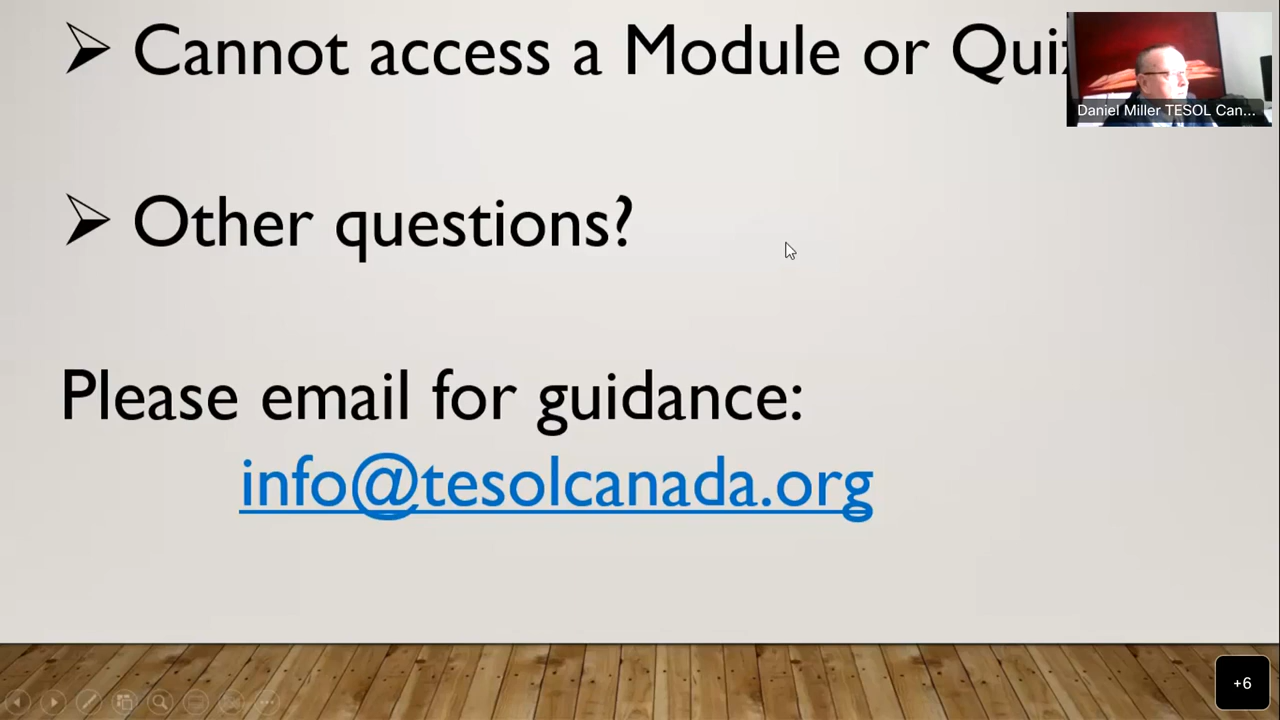 ➢ Cannot access a Module or Qui
Daniel Miller TESOL Can...
➢ Other questions?
Please email for guidance:
info@tesolcanada.org
+6